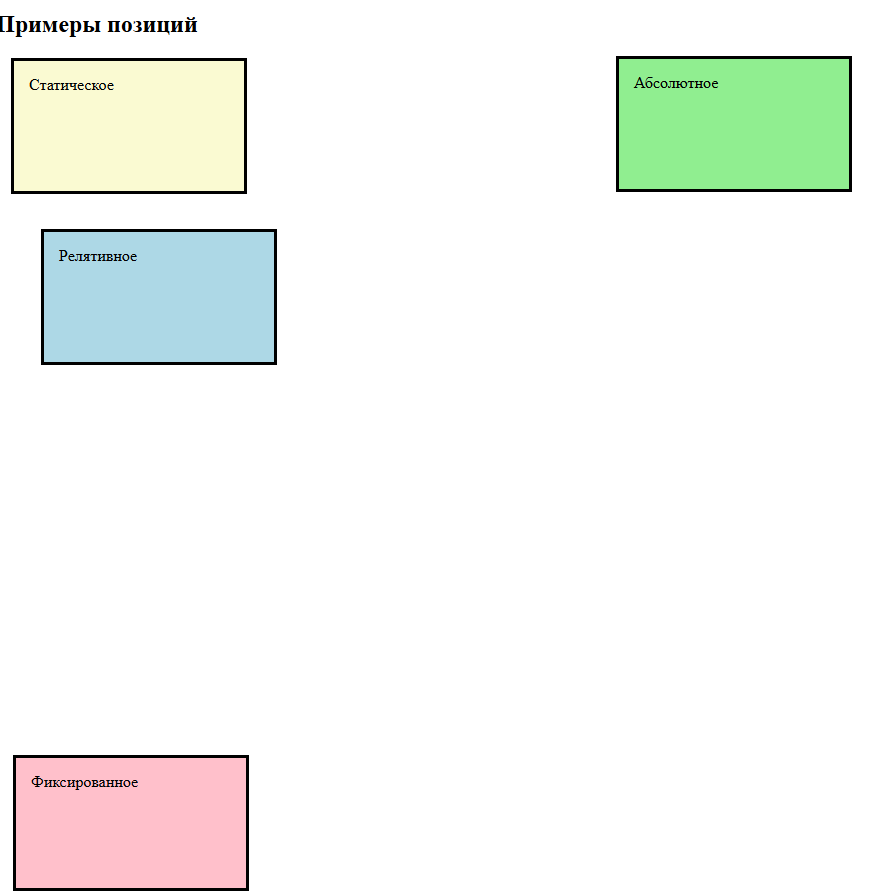 Примеры позиций
Статическое
Абсолютное
Релятивное
Фиксированное